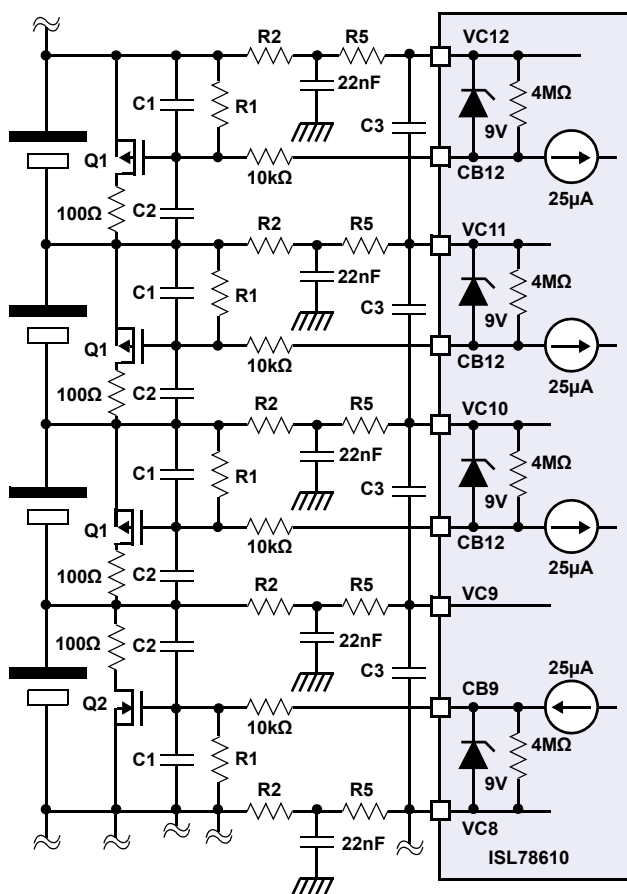 R2 R5 VC12
C1 R1 22nF 4MΩ
C3 9V
Q1 10kΩ CB12
100Ω C2 25µA
R2 R5 VC11
C1 R1 22nF 4MΩ
C3 9V
Q1 10kΩ CB12
100Ω C2 25µA
R2 R5 VC10
C1 R1 22nF 4MΩ
C3 9V
Q1 10kΩ CB12
100Ω C2 25µA
R2 R5 VC9
100Ω C2 22nF
C3 CB9 25µA
Q2 10kΩ
C1 R1 4MΩ
9V
R2 R5 VC8
22nF ISL78610